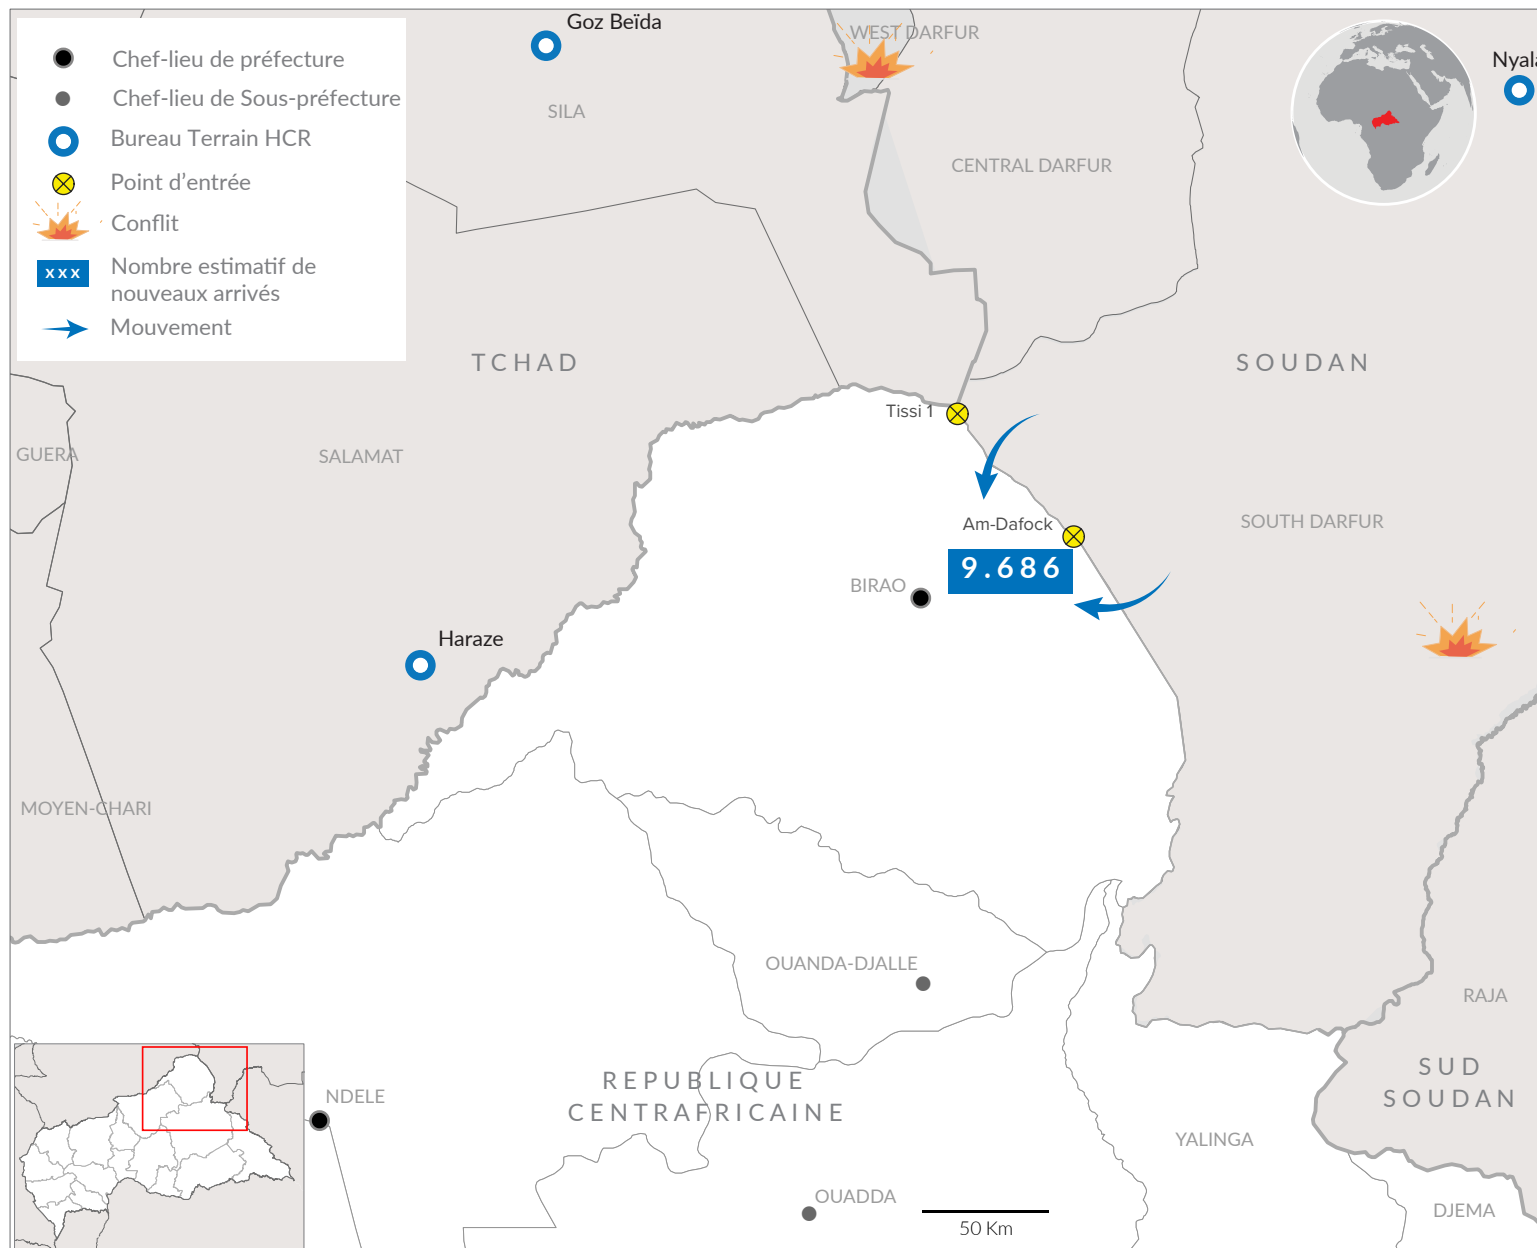 Chef-lieu de préfecture
Chef-lieu de Sous-préfecture
Bureau Terrain HCR
Point d’entrée
Conflit
xxx
Nombre estimatif de
nouveaux arrivés
Mouvement
Goz Beïda
WEST DARFUR
Nyala
SILA
CENTRAL DARFUR
TCHAD
SOUDAN
Tissi 1
GUERA
SALAMAT
Am-Dafock
SOUTH DARFUR
9.686
BIRAO
Haraze
MOYEN-CHARI
OUANDA-DJALLE
RAJA
REPUBLIQUE
CENTRAFRICAINE
SUD
SOUDAN
NDELE
YALINGA
OUADDA
50 Km
DJEMA